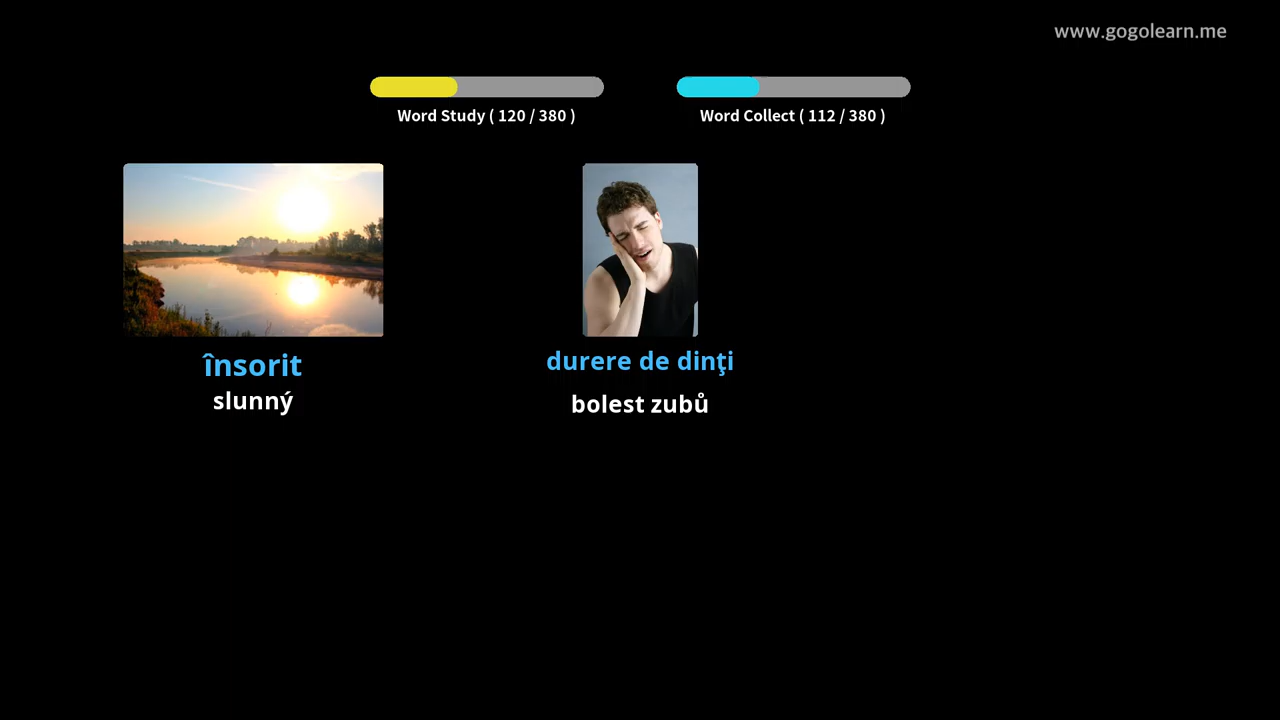 www.gogolearn.me
Word Study ( 120 / 380 )
Word Collect ( 112 / 380 )
însorit
slunný
durere de dinţi
bolest zubů